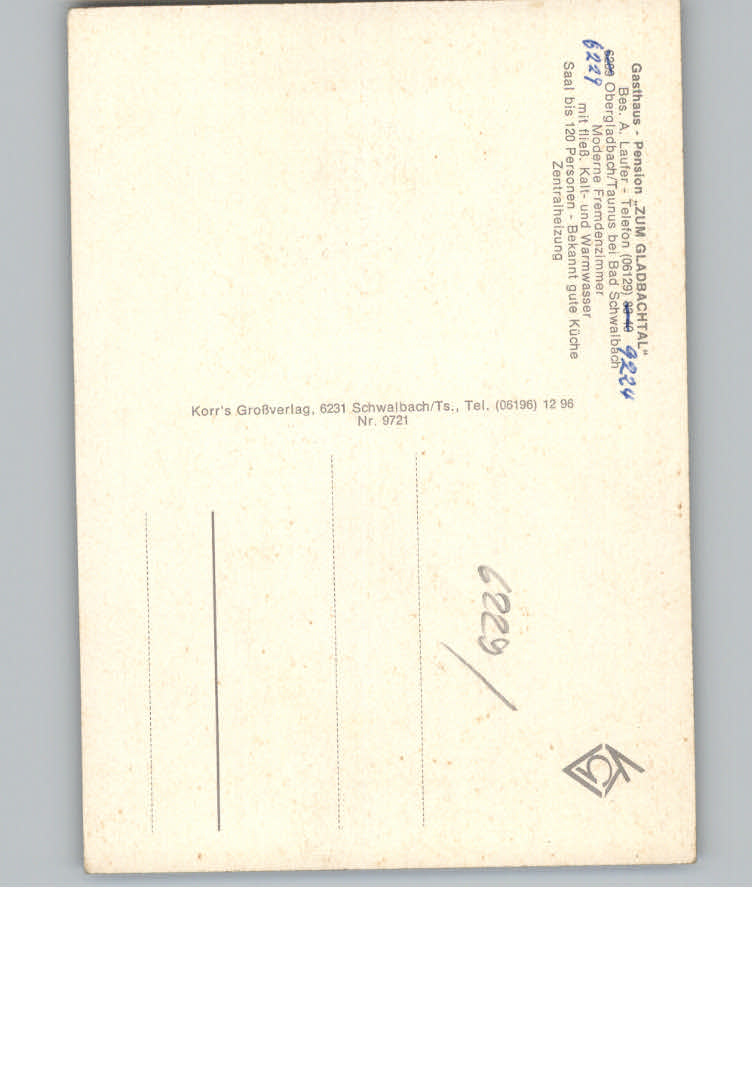 Gasthaus - Pension „ZUM GLADBACHTAL"
Bes. A. Laufer - Telefon (06129) 9224
6229 Obergladbach/Taunus bei Bad Schwalbach
Moderne Fremdenzimmer
mit fließ. Kalt- und Warmwasser
Saal bis 120 Personen - Bekannt gute Küche
Zentralheizung
Korr's Großverlag, 6231 Schwalbach/Ts., Tel. (06196) 12 96
Nr. 9721
6229/